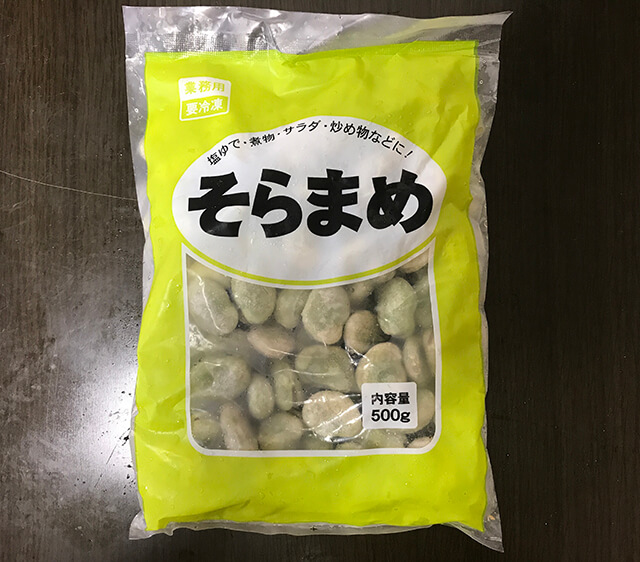 業務用
要冷凍
塩ゆで・煮物・サラダ・炒め物などに!
そらまめ
内容量
500g